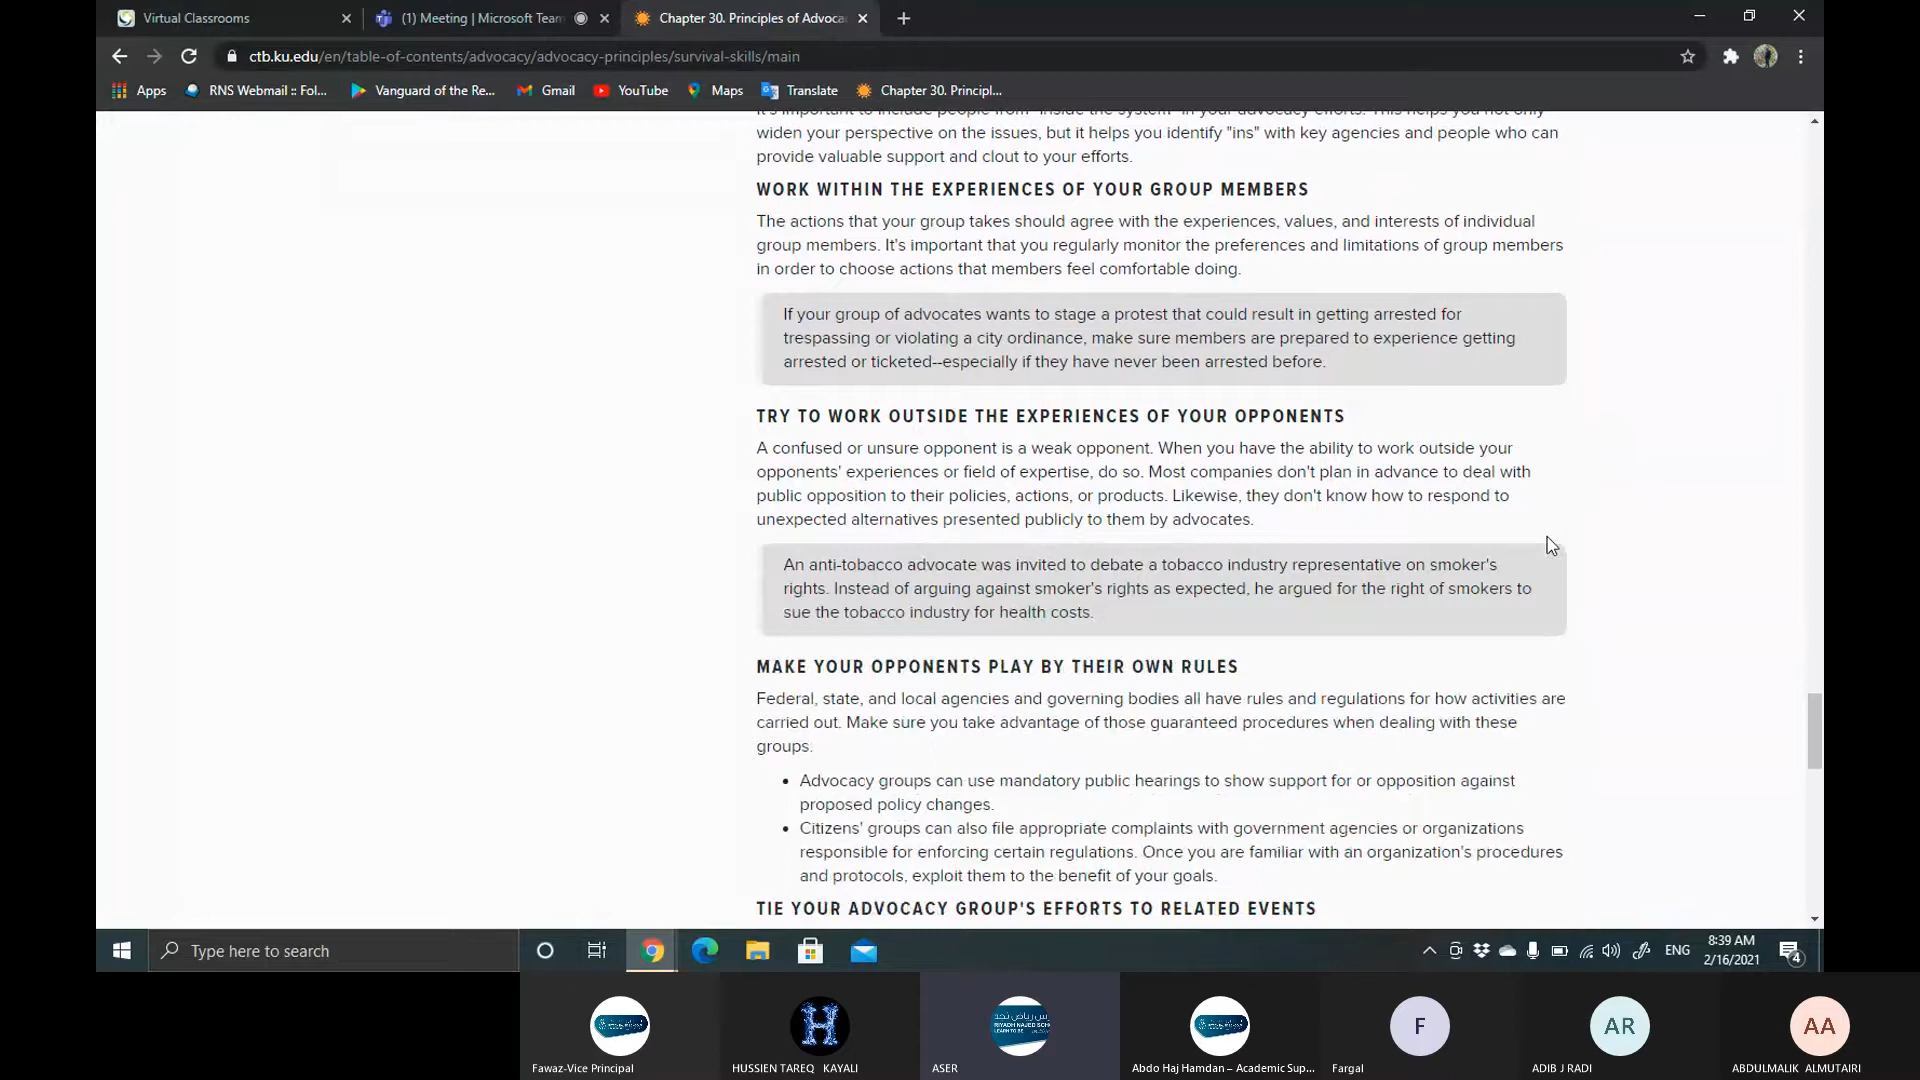 Virtual Classrooms
(1) Meeting | Microsoft Team
Chapter 30. Principles of Advoca
ctb.ku.edu/en/table-of-contents/advocacy/advocacy-principles/survival-skills/main
Apps
RNS Webmail :: Fol...
Vanguard of the Re...
Gmail
YouTube
Maps
Translate
Chapter 30. Principl...
It's important to include people from "inside the system" in your advocacy efforts. This helps you not only
widen your perspective on the issues, but it helps you identify "ins" with key agencies and people who can
provide valuable support and clout to your efforts.
WORK WITHIN THE EXPERIENCES OF YOUR GROUP MEMBERS
The actions that your group takes should agree with the experiences, values, and interests of individual
group members. It's important that you regularly monitor the preferences and limitations of group members
in order to choose actions that members feel comfortable doing.
If your group of advocates wants to stage a protest that could result in getting arrested for
trespassing or violating a city ordinance, make sure members are prepared to experience getting
arrested or ticketed--especially if they have never been arrested before.
TRY TO WORK OUTSIDE THE EXPERIENCES OF YOUR OPPONENTS
A confused or unsure opponent is a weak opponent. When you have the ability to work outside your
opponents' experiences or field of expertise, do so. Most companies don't plan in advance to deal with
public opposition to their policies, actions, or products. Likewise, they don't know how to respond to
unexpected alternatives presented publicly to them by advocates.
An anti-tobacco advocate was invited to debate a tobacco industry representative on smoker's
rights. Instead of arguing against smoker's rights as expected, he argued for the right of smokers to
sue the tobacco industry for health costs.
MAKE YOUR OPPONENTS PLAY BY THEIR OWN RULES
Federal, state, and local agencies and governing bodies all have rules and regulations for how activities are
carried out. Make sure you take advantage of those guaranteed procedures when dealing with these
groups.
• Advocacy groups can use mandatory public hearings to show support for or opposition against
proposed policy changes.
• Citizens' groups can also file appropriate complaints with government agencies or organizations
responsible for enforcing certain regulations. Once you are familiar with an organization's procedures
and protocols, exploit them to the benefit of your goals.
TIE YOUR ADVOCACY GROUP'S EFFORTS TO RELATED EVENTS
Type here to search
ENG
8:39 AM
2/16/2021
4
H
F
AR
AA
Fawaz-Vice Principal
HUSSIEN TAREQ KAYALI
ASER
Abdo Haj Hamdan – Academic Sup...
Fargal
ADIB J RADI
ABDULMALIK ALMUTAIRI